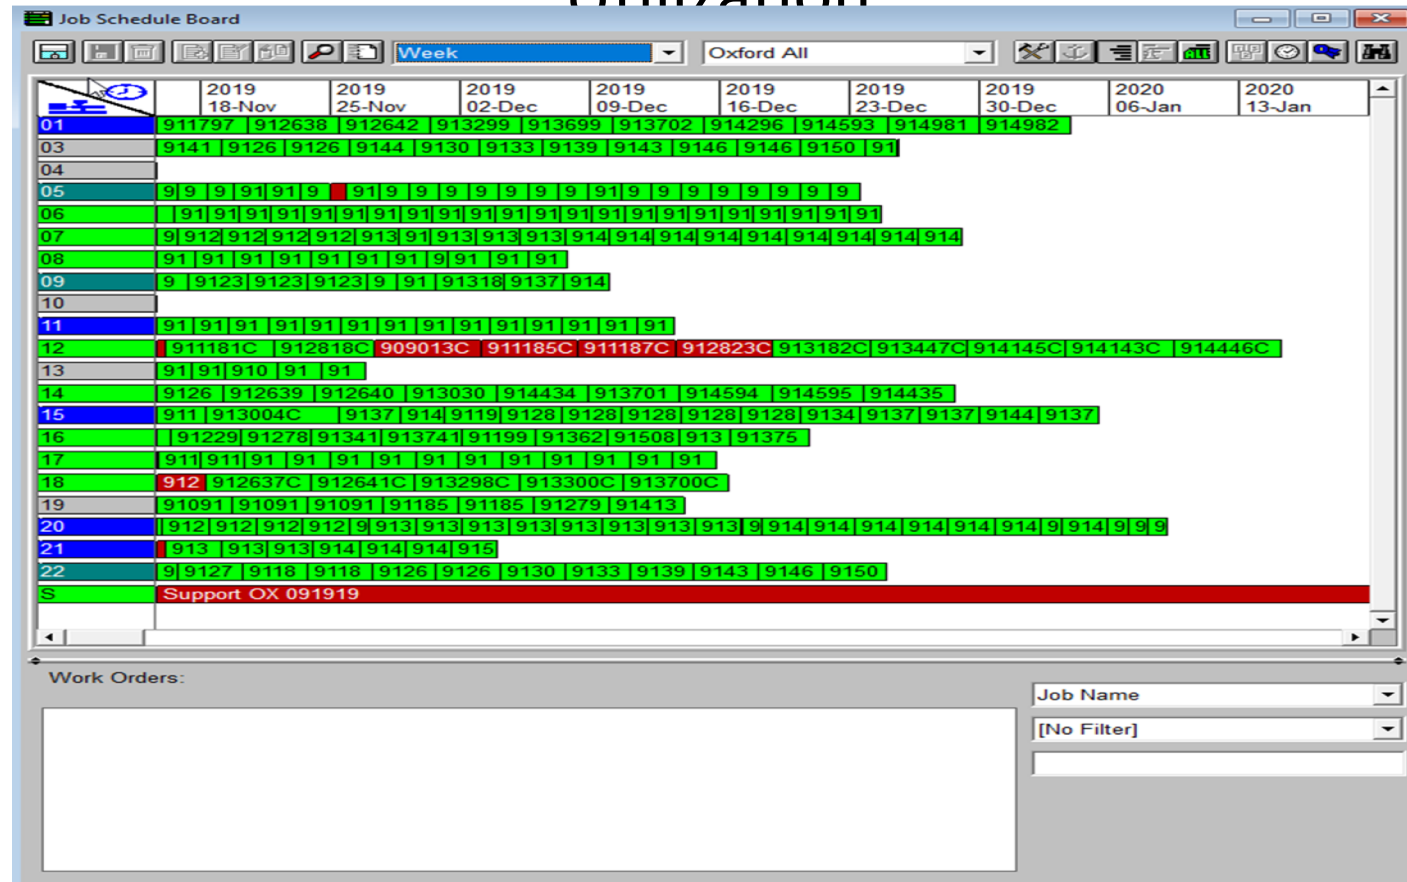 Utilization
Job Schedule Board
Week Oxford All
2019 2019 2019 2019 2019 2019 2019 2020 2020
18-Nov 25-Nov 02-Dec 09-Dec 16-Dec 23-Dec 30-Dec 06-Jan 13-Jan
01 911797 912638 912642 913299 913699 913702 914296 914593 914981 914982
03 9141 9126 9126 9144 9130 9133 9139 9143 9146 9146 9150 91
04
05 9 9 9 91 91 9 91 9 9 9 9 9 9 9 91 9 9 9 9 9 9 9 9
06 91 91 91 91 91 91 91 91 91 91 91 91 91 91 91 91 91 91 91 91 91 91
07 9 912 912 912 912 913 91 913 913 913 914 914 914 914 914 914 914 914 914
08 91 91 91 91 91 91 91 9 91 91 91
09 9 9123 9123 9123 9 91 91318 9137 914
10
11 91 91 91 91 91 91 91 91 91 91 91 91 91 91
12 911181C 912818C 909013C 911185C 911187C 912823C 913182C 913447C 914145C 914143C 914446C
13 91 91 910 91 91
14 9126 912639 912640 913030 914434 913701 914594 914595 914435
15 911 913004C 9137 914 9119 9128 9128 9128 9128 9128 9134 9137 9137 9144 9137
16 91229 91278 91341 913741 91199 91362 91508 913 91375
17 911 911 91 91 91 91 91 91 91 91 91 91 91
18 912 912637C 912641C 913298C 913300C 913700C
19 91091 91091 91091 91185 91185 91279 91413
20 912 912 912 912 9 913 913 913 913 913 913 913 913 9 914 914 914 914 914 914 9 914 9 9 9
21 913 913 913 914 914 914 915
22 9 9127 9118 9118 9126 9126 9130 9133 9139 9143 9146 9150
S Support OX 091919
Work Orders:
Job Name
[No Filter]